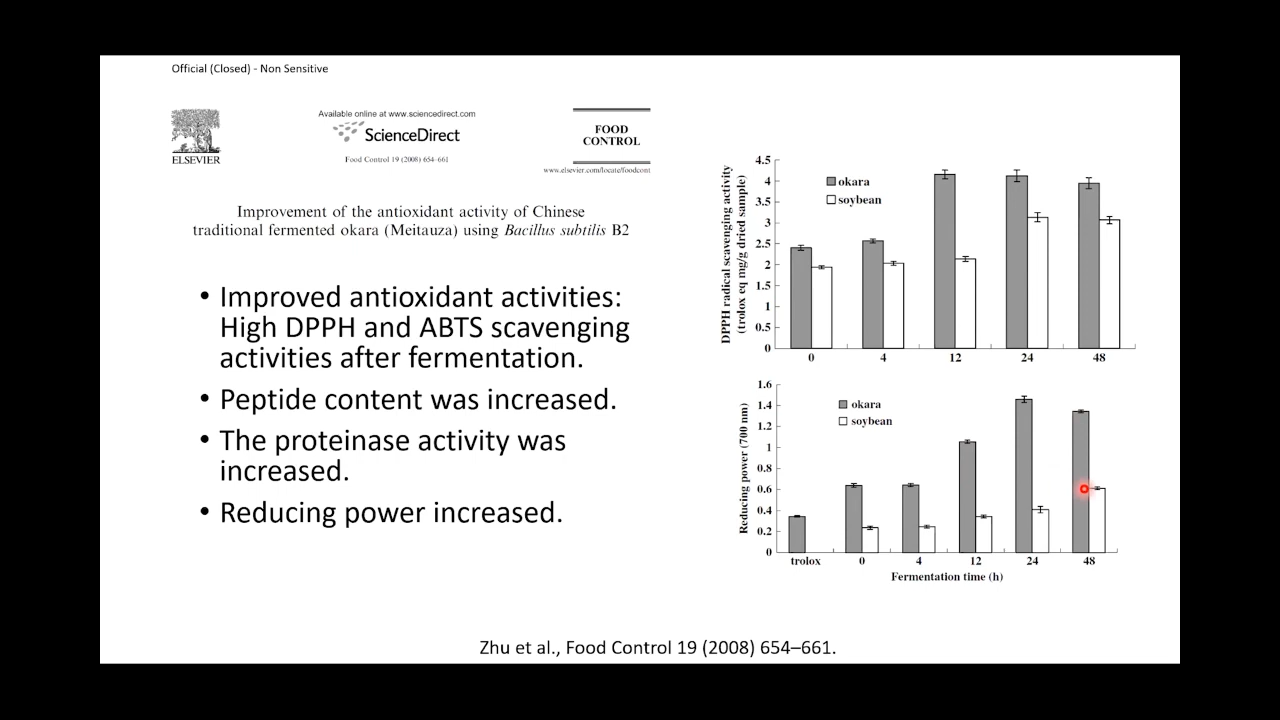 Official (Closed) - Non Sensitive
ELSEVIER
Available online at www.sciencedirect.com
ScienceDirect
Food Control 19 (2008) 654–661
FOOD
CONTROL
www.elsevier.com/locate/foodcont
Improvement of the antioxidant activity of Chinese
traditional fermented okara (Meitauza) using Bacillus subtilis B2
• Improved antioxidant activities:
High DPPH and ABTS scavenging
activities after fermentation.
• Peptide content was increased.
• The proteinase activity was
increased.
• Reducing power increased.
DPPH radical scavenging activity
(trolox eq mg/g dried sample)
4.5
4
3.5
3
2.5
2
1.5
1
0.5
0
okara
soybean
0 4 12 24 48
Reducing power (700 nm)
1.6
1.4
1.2
1
0.8
0.6
0.4
0.2
0
okara
soybean
trolox 0 4 12 24 48
Fermentation time (h)
Zhu et al., Food Control 19 (2008) 654–661.